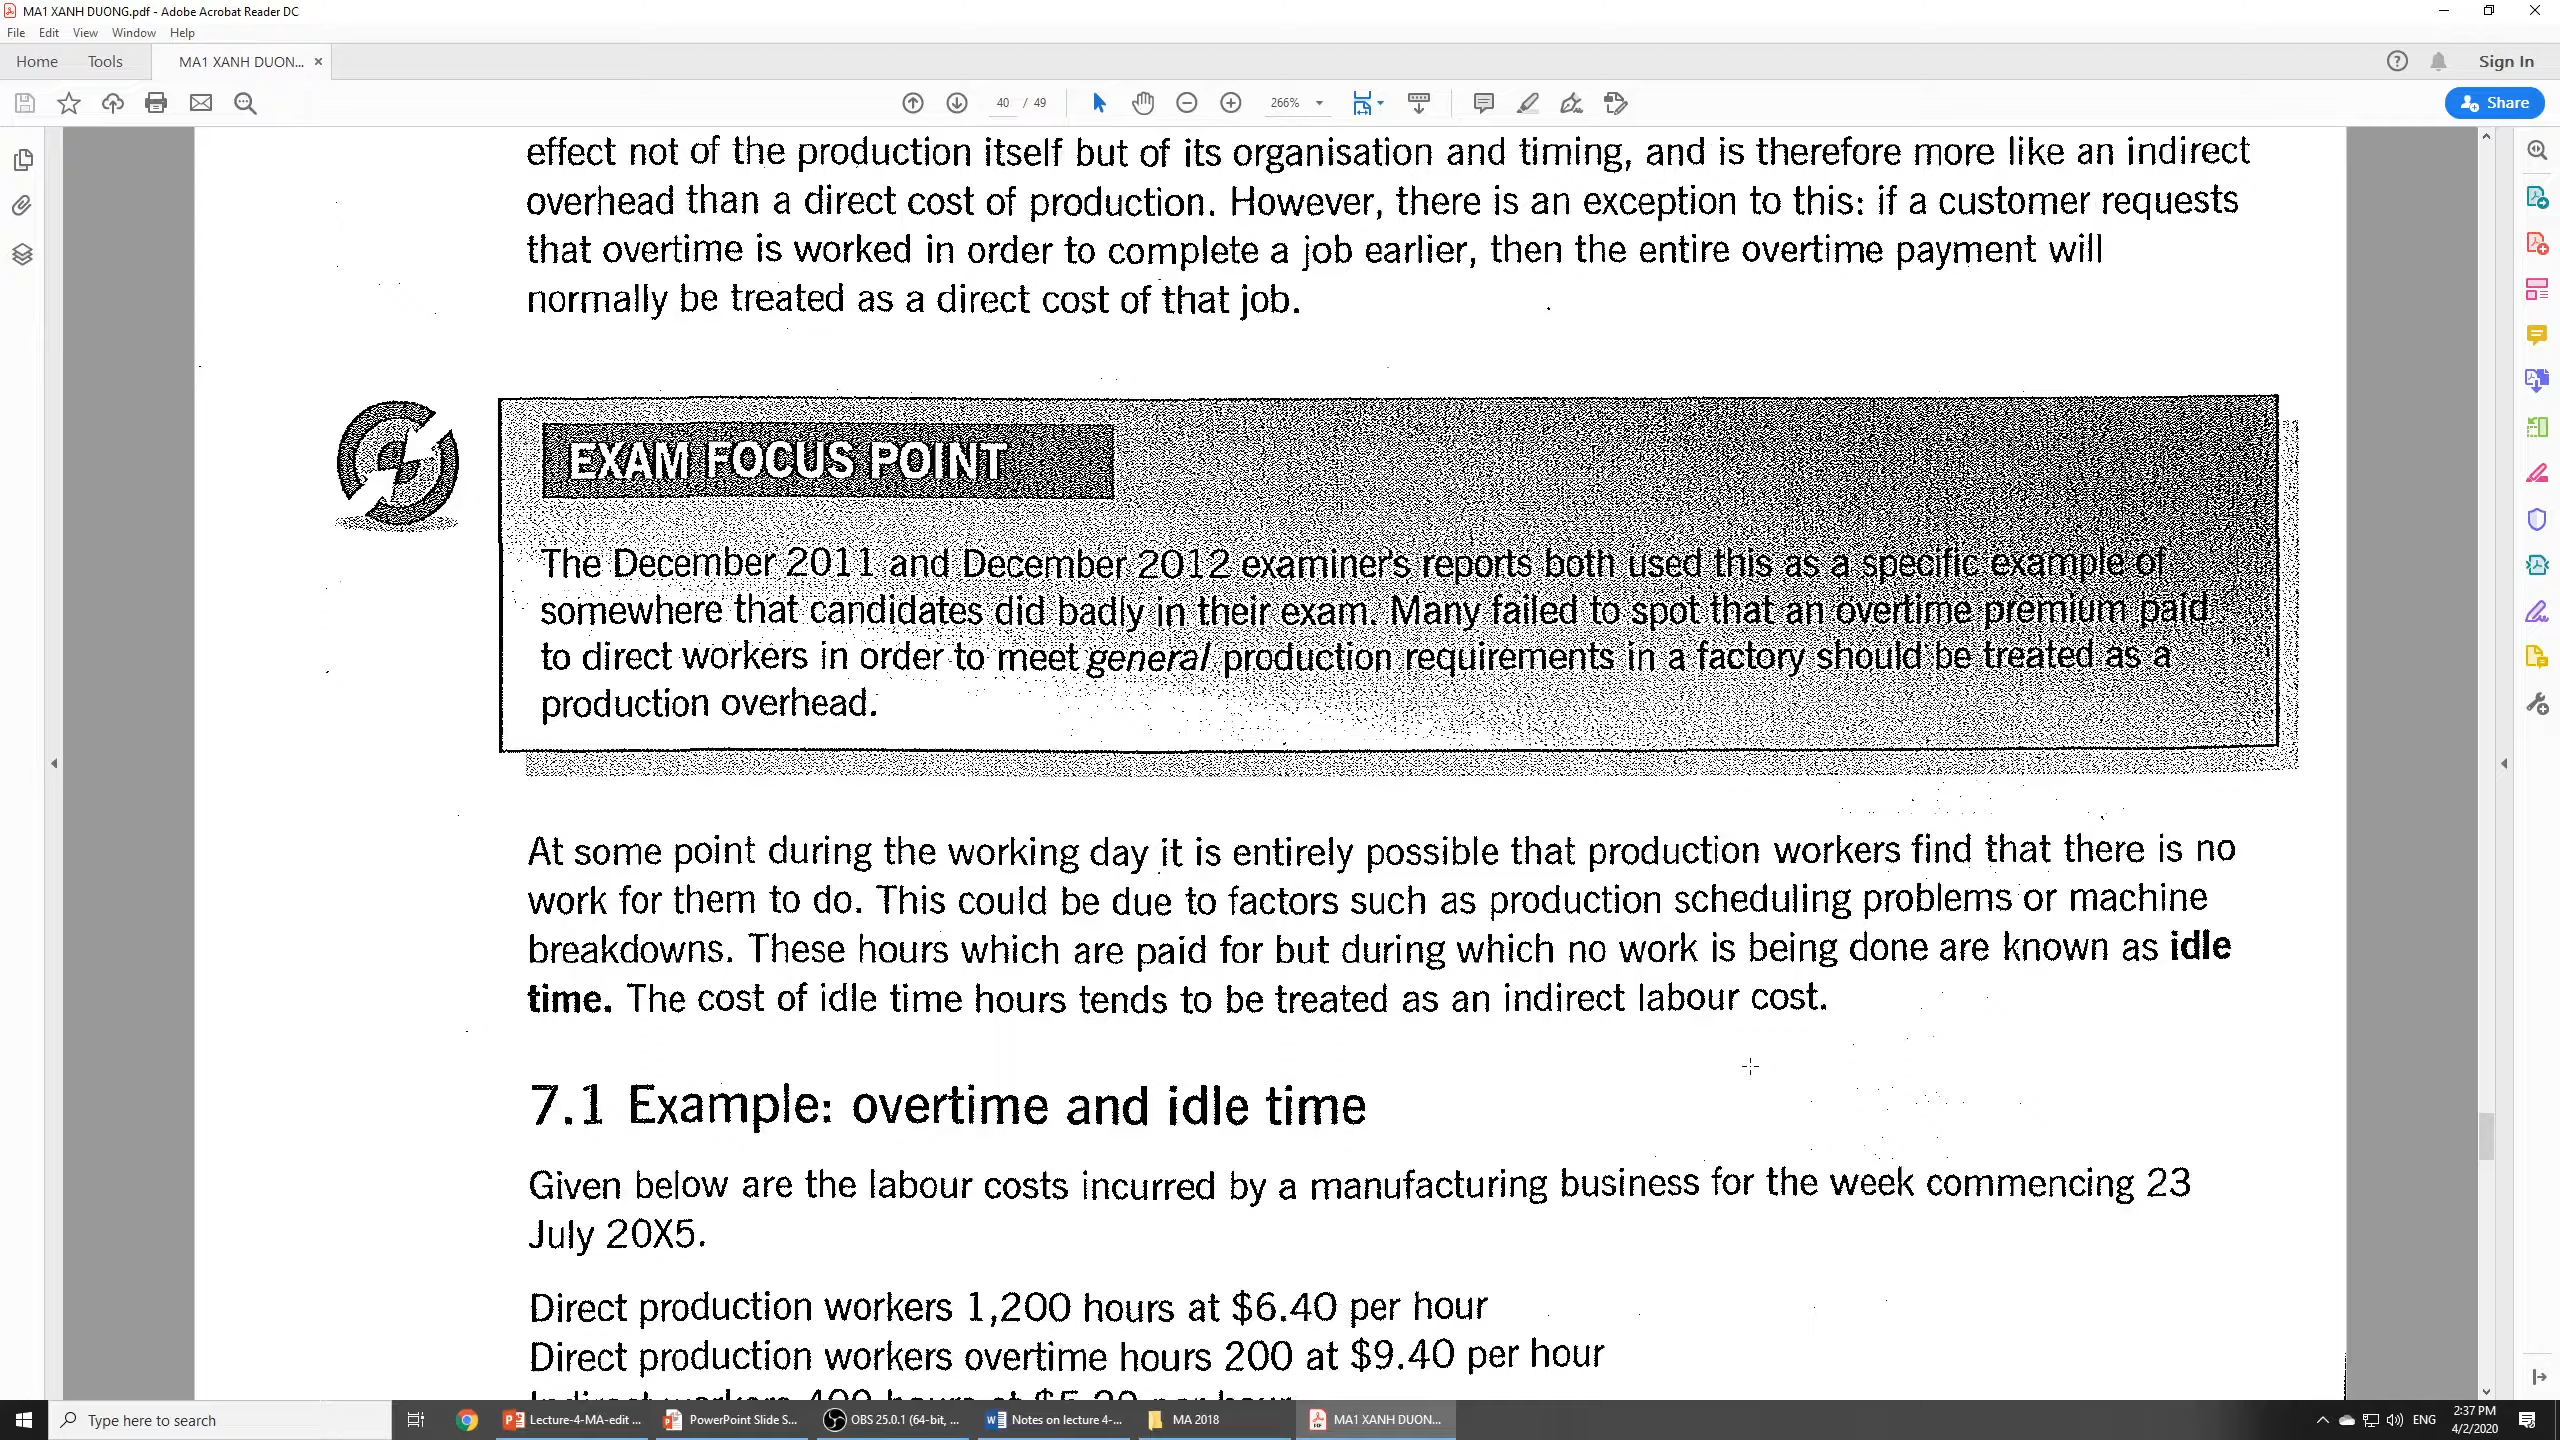 MA1 XANH DUONG.pdf - Adobe Acrobat Reader DC
File Edit View Window Help
Home Tools MA1 XANH DUON... × Sign In
40 / 49 266% Share
effect not of the production itself but of its organisation and timing, and is therefore more like an indirect
overhead than a direct cost of production. However, there is an exception to this: if a customer requests
that overtime is worked in order to complete a job earlier, then the entire overtime payment will
normally be treated as a direct cost of that job.
EXAM FOCUS POINT
The December 2011 and December 2012 examiner's reports both used this as a specific example of
somewhere that candidates did badly in their exam. Many failed to spot that an overtime premium paid
to direct workers in order to meet general production requirements in a factory should be treated as a
production overhead.
At some point during the working day it is entirely possible that production workers find that there is no
work for them to do. This could be due to factors such as production scheduling problems or machine
breakdowns. These hours which are paid for but during which no work is being done are known as idle
time. The cost of idle time hours tends to be treated as an indirect labour cost.
7.1 Example: overtime and idle time
Given below are the labour costs incurred by a manufacturing business for the week commencing 23
July 20X5.
Direct production workers 1,200 hours at $6.40 per hour
Direct production workers overtime hours 200 at $9.40 per hour
Indirect workers 400 hours at $5.20 per hour
Type here to search Lecture-4-MA-edit ... PowerPoint Slide S... OBS 25.0.1 (64-bit, ... Notes on lecture 4-... MA 2018 MA1 XANH DUON... ENG 2:37 PM
4/2/2020